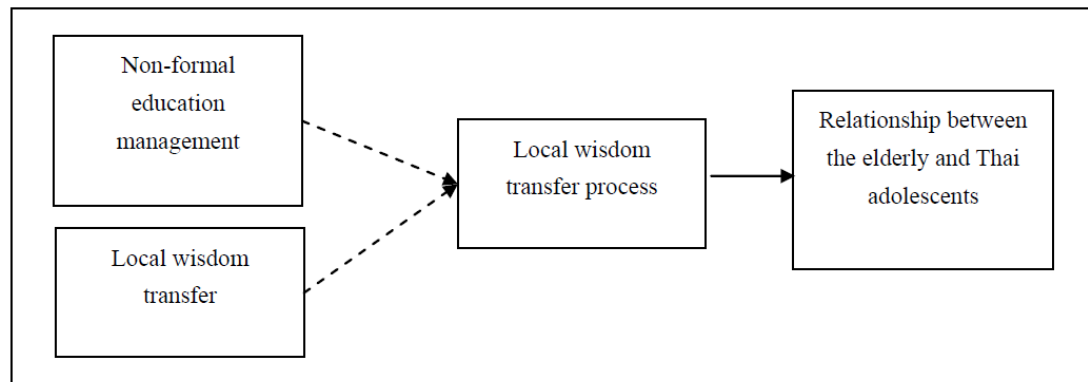 Non-formal
education
management
Local wisdom
transfer
Local wisdom
transfer process
Relationship between
the elderly and Thai
adolescents